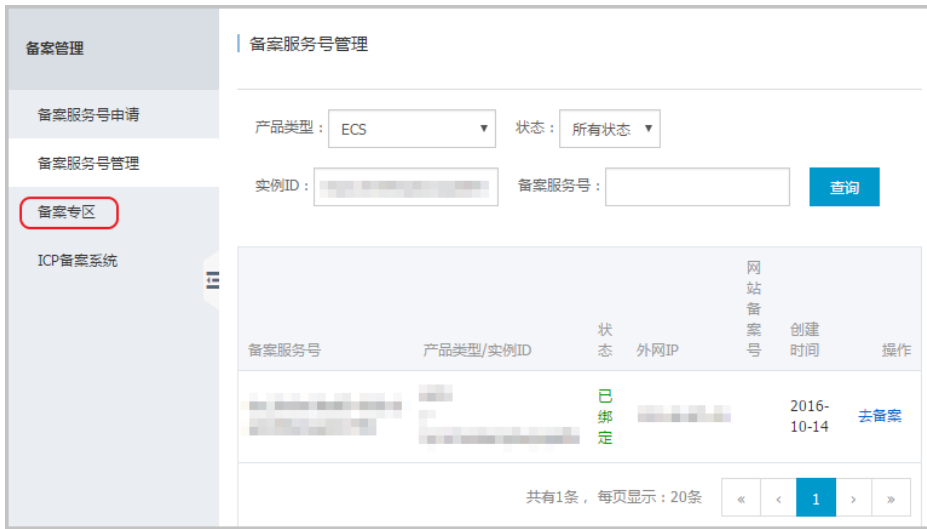 备案管理
备案服务号申请
备案服务号管理
备案专区
ICP备案系统
备案服务号管理
产品类型： ECS 状态： 所有状态
实例ID： 备案服务号： 查询
备案服务号 产品类型/实例ID 状态 外网IP 网站备案号 创建时间 操作
已绑定 2016-10-14 去备案
共有1条， 每页显示：20条 « ‹ 1 › »